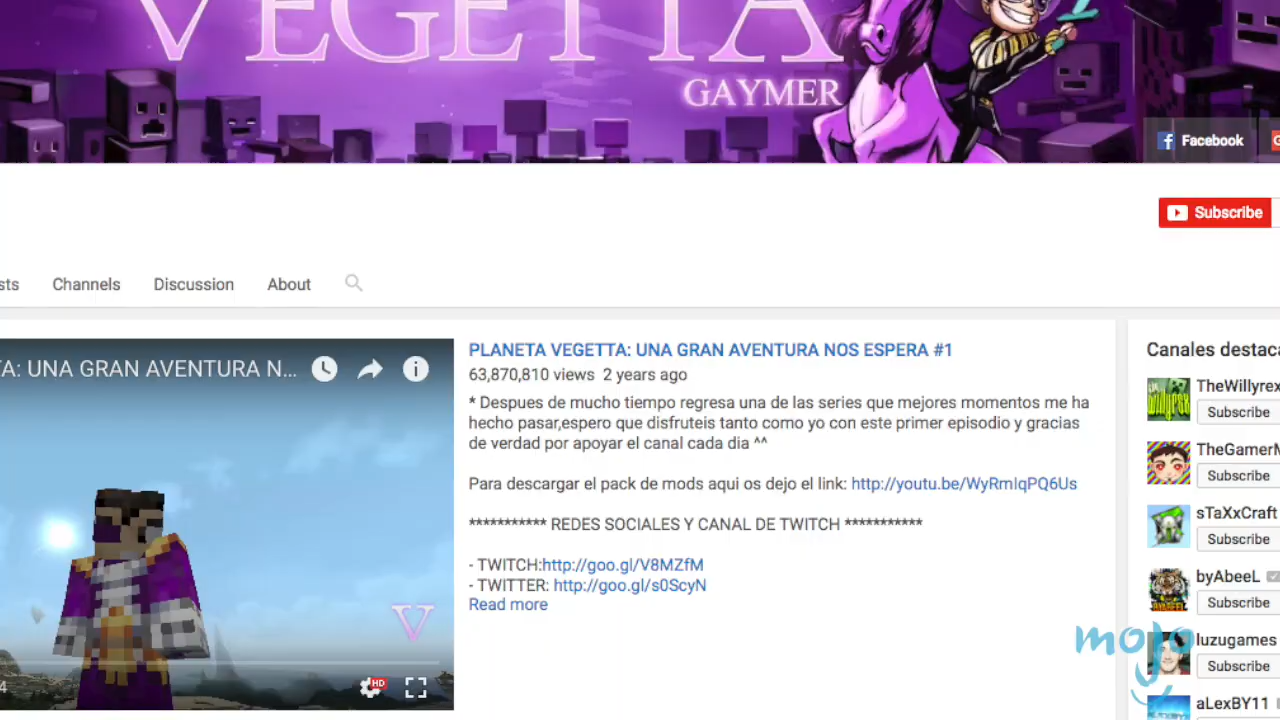 VEGETTA
GAYMER
Facebook
Subscribe
sts
Channels
Discussion
About
TA: UNA GRAN AVENTURA N...
HD
4
V
PLANETA VEGETTA: UNA GRAN AVENTURA NOS ESPERA #1
63,870,810 views 2 years ago
* Despues de mucho tiempo regresa una de las series que mejores momentos me ha
hecho pasar,espero que disfruteis tanto como yo con este primer episodio y gracias
de verdad por apoyar el canal cada dia ^^
Para descargar el pack de mods aqui os dejo el link: http://youtu.be/WyRmIqPQ6Us
*********** REDES SOCIALES Y CANAL DE TWITCH ***********
- TWITCH:http://goo.gl/V8MZfM
- TWITTER: http://goo.gl/s0ScyN
Read more
Canales destaca
TheWillyrex
Subscribe
TheGamerM
Subscribe
sTaXxCraft
Subscribe
byAbeeL
Subscribe
luzugames
Subscribe
aLexBY11
mojo